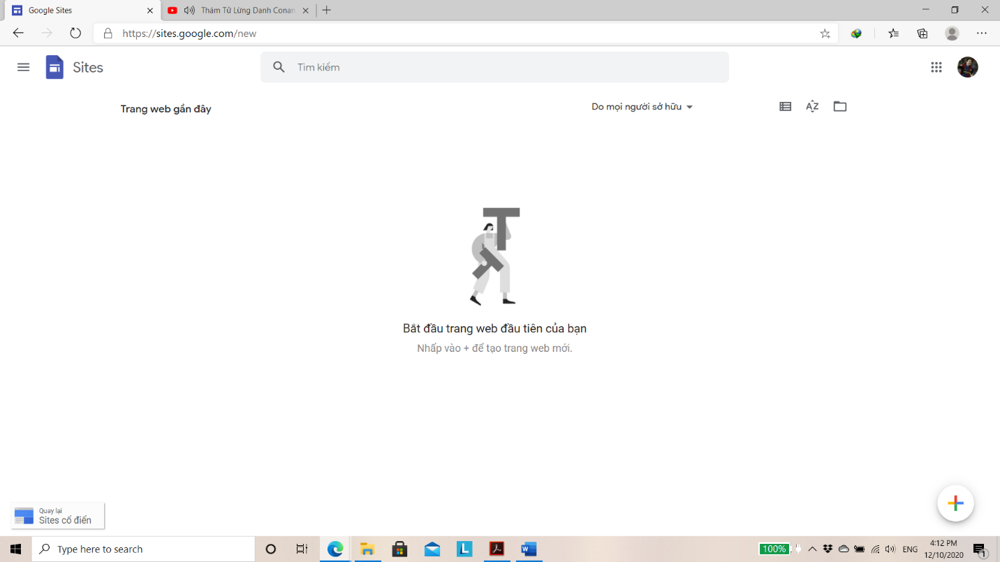 Google Sites
Thám Tử Lừng Danh Conan
https://sites.google.com/new
Sites
Tìm kiếm
Trang web gần đây
Do mọi người sở hữu
AZ
Bắt đầu trang web đầu tiên của bạn
Nhấp vào + để tạo trang web mới.
Quay lại
Sites cổ điển
Type here to search
L
W
100%
ENG
4:12 PM
12/10/2020
1